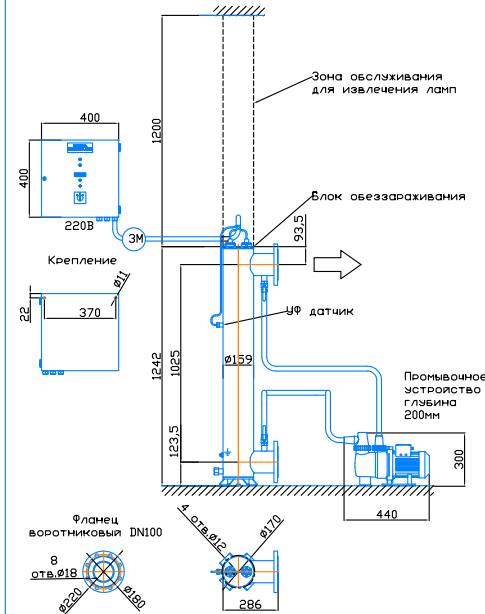 1200
Зона обслуживания
для извлечения ламп
400
400
220В
3М
Блок обеззараживания
93,5
Крепление
Ø11
22
370
УФ датчик
1242
1025
Ø159
123,5
Промывочное
устройство
глубина
200мм
300
440
Фланец
воротниковый DN100
8
отв.Ø18
Ø220
Ø180
4 отв.Ø12
Ø170
286